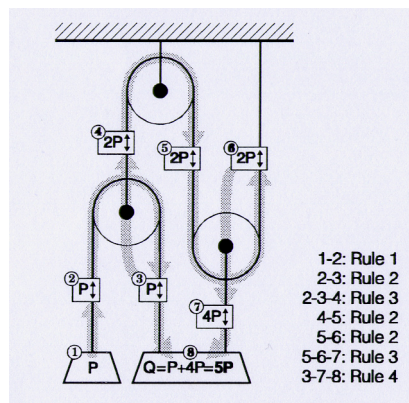 ④
2P
⑤
2P
⑥
2P
②
P
③
P
⑦
4P
①
P
⑧
Q=P+4P=5P
1-2: Rule 1
2-3: Rule 2
2-3-4: Rule 3
4-5: Rule 2
5-6: Rule 2
5-6-7: Rule 3
3-7-8: Rule 4